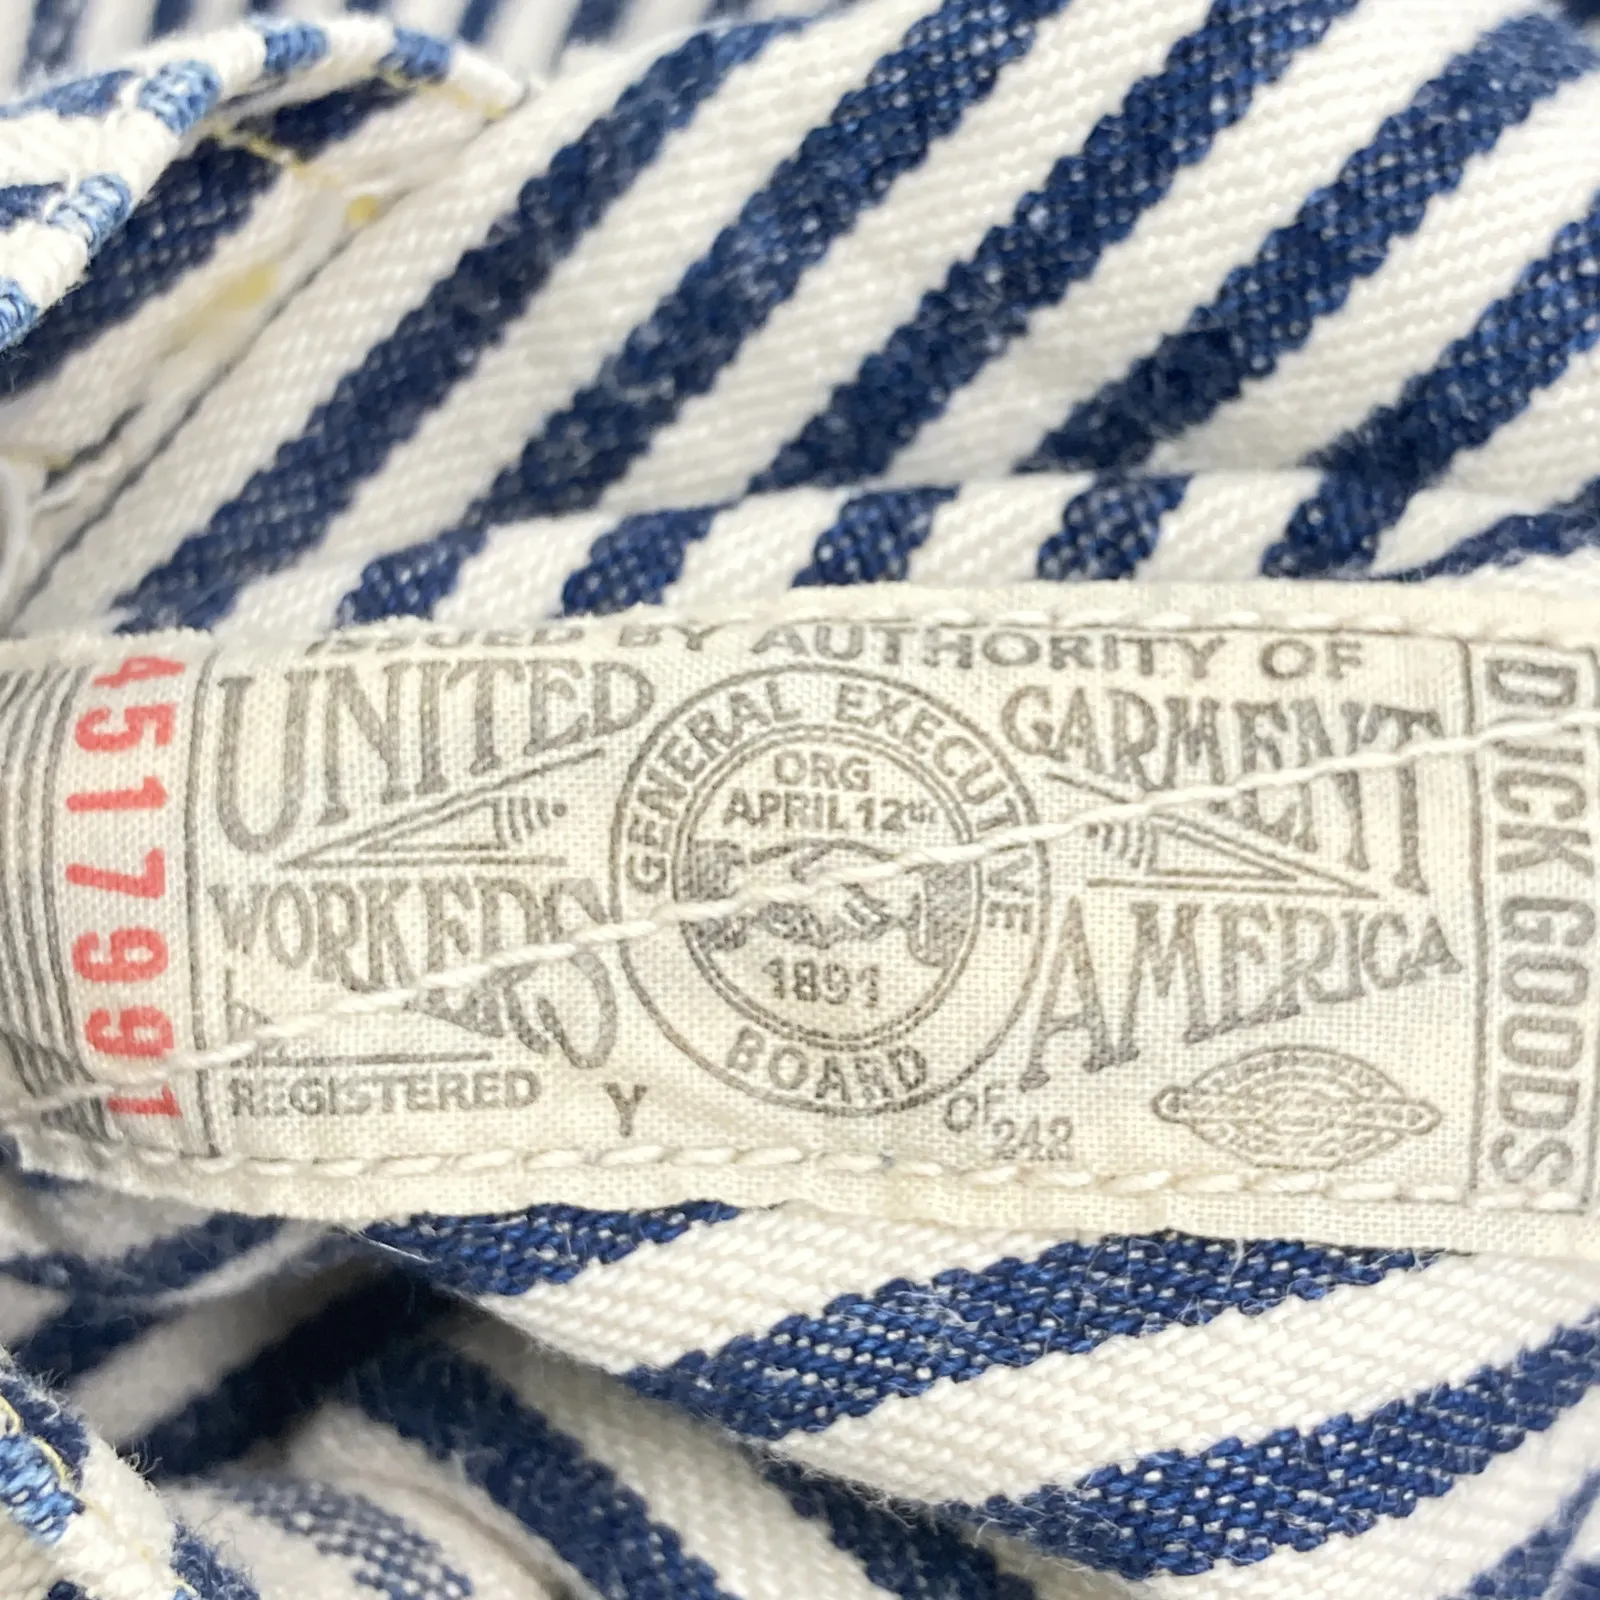 ISSUED BY AUTHORITY OF
UNITED
GARMENT
WORKERS
AMERICA
GENERAL EXECUTIVE
BOARD
ORG
APRIL 12TH
1891
REGISTERED
Y
OF
242
DUCK GOODS
4517991